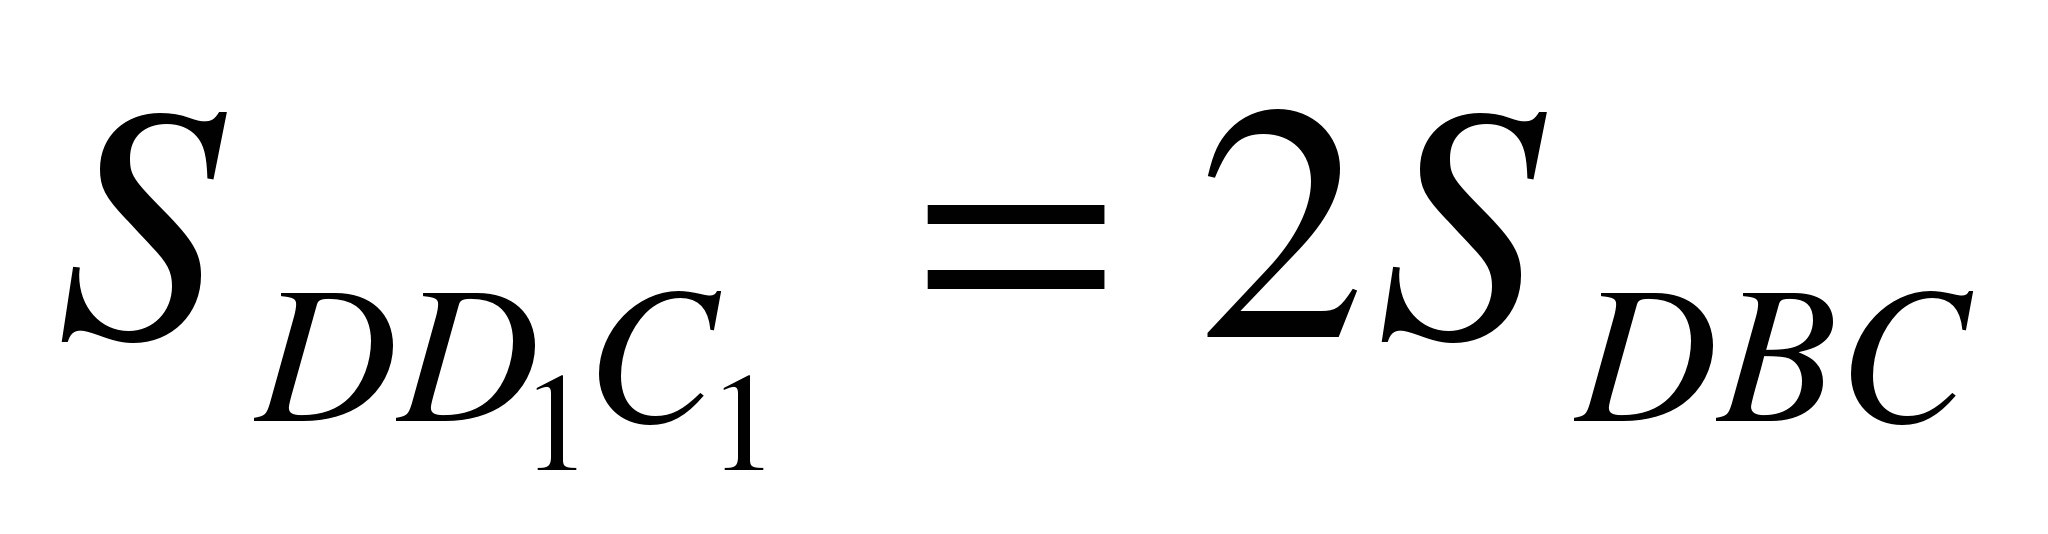 S_{DD_1C_1} = 2S_{DBC}